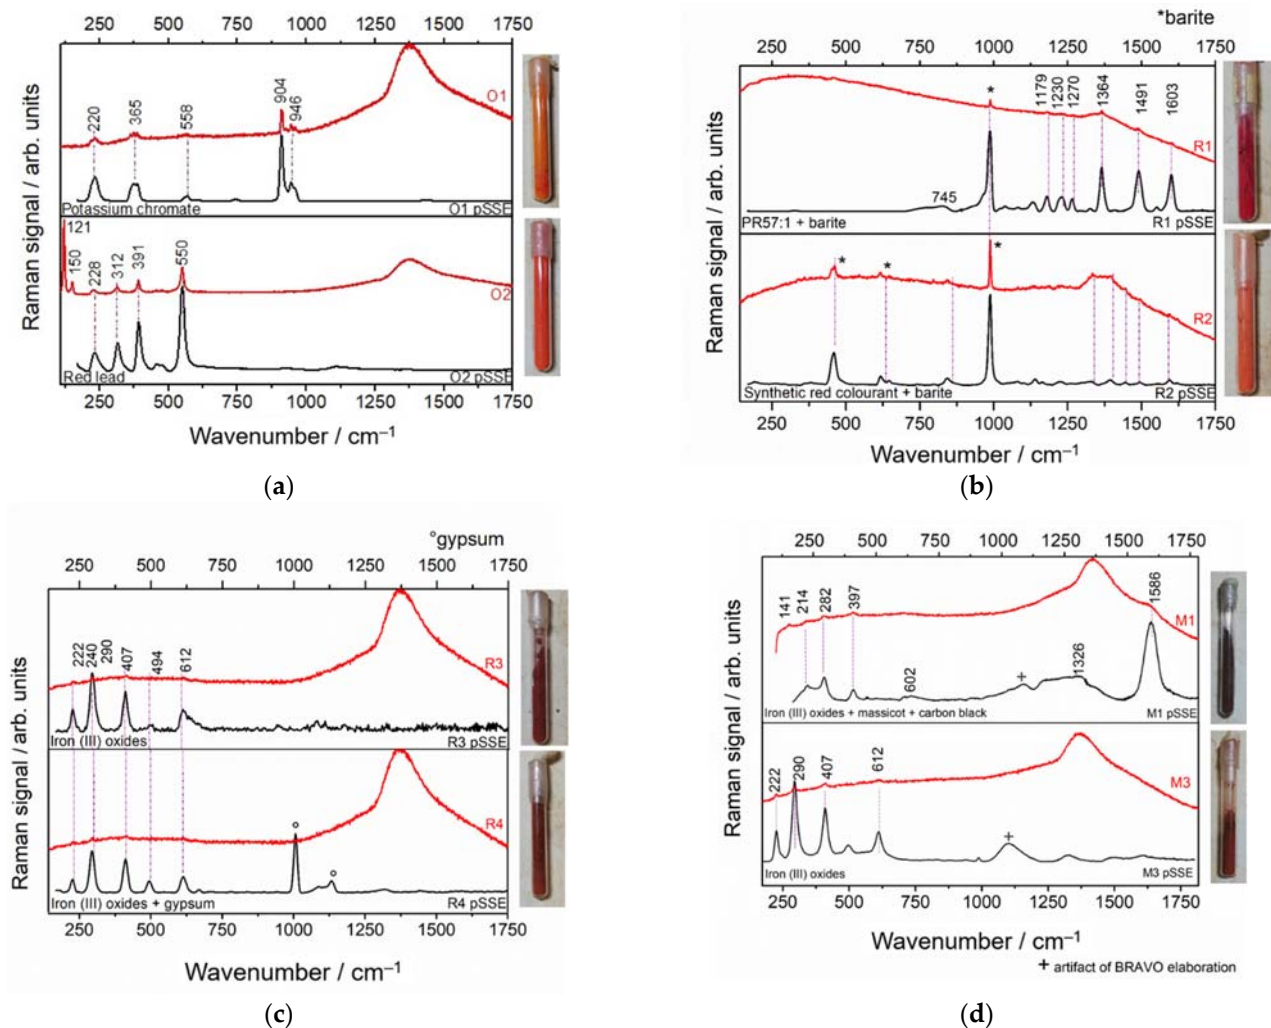 250 500 750 1000 1250 1500 1750
Raman signal / arb. units
220
365
558
904
946
O1
Potassium chromate
O1 pSSE
121
150
228
312
391
550
O2
Red lead
O2 pSSE
250 500 750 1000 1250 1500 1750
Wavenumber / cm⁻¹
(a)
*barite
250 500 750 1000 1250 1500 1750
Raman signal / arb. units
*
1179
1230
1270
1364
1491
1603
R1
745
PR57:1 + barite
R1 pSSE
* * *
R2
Synthetic red colourant + barite
R2 pSSE
250 500 750 1000 1250 1500 1750
Wavenumber / cm⁻¹
(b)
°gypsum
250 500 750 1000 1250 1500 1750
Raman signal / arb. units
222
240
290
407
494
612
R3
Iron (III) oxides
R3 pSSE
R4
° °
Iron (III) oxides + gypsum
R4 pSSE
250 500 750 1000 1250 1500 1750
Wavenumber / cm⁻¹
(c)
250 500 750 1000 1250 1500 1750
Raman signal / arb. units
141
214
282
397
1586
M1
602
+
1326
Iron (III) oxides + massicot + carbon black
M1 pSSE
222
290
407
612
M3
+
Iron (III) oxides
M3 pSSE
250 500 750 1000 1250 1500 1750
Wavenumber / cm⁻¹
+ artifact of BRAVO elaboration
(d)